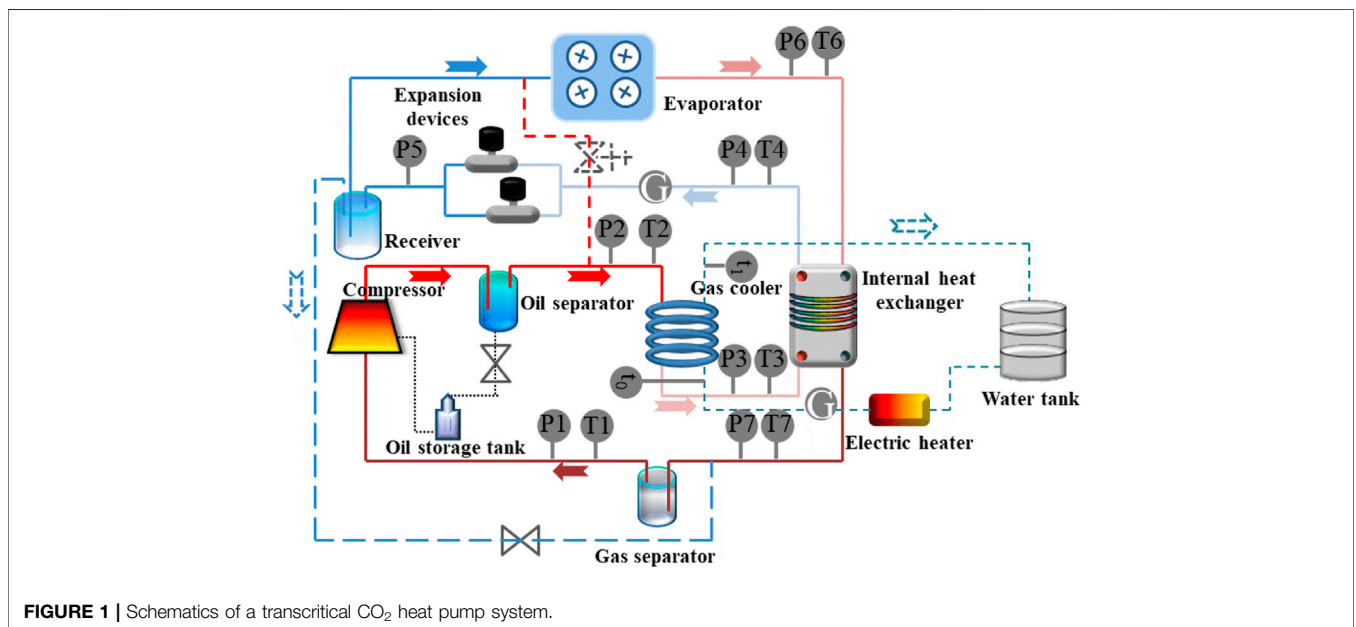 P6 T6
Expansion
devices
Evaporator
P5
P4 T4
G
Receiver
P2 T2
t1
Compressor
Oil separator
Gas cooler
Internal heat
exchanger
P3 T3
t0
G
Water tank
Electric heater
Oil storage tank
P1 T1
P7 T7
Gas separator
FIGURE 1 | Schematics of a transcritical CO2 heat pump system.